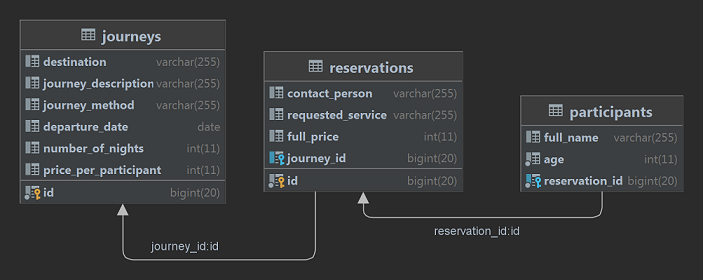 journeys
destination varchar(255)
journey_description varchar(255)
journey_method varchar(255)
departure_date date
number_of_nights int(11)
price_per_participant int(11)
id bigint(20)
reservations
contact_person varchar(255)
requested_service varchar(255)
full_price int(11)
journey_id bigint(20)
id bigint(20)
participants
full_name varchar(255)
age int(11)
reservation_id bigint(20)
journey_id:id
reservation_id:id